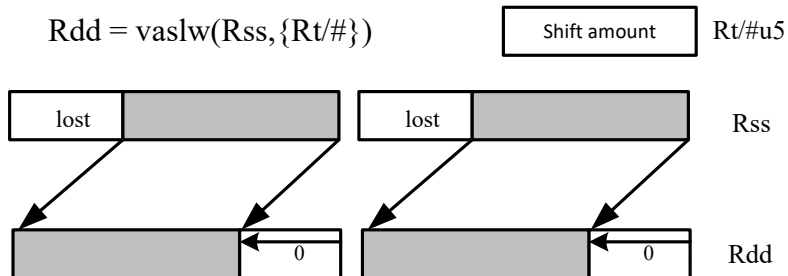 Rdd = vaslw(Rss,{Rt/#})
Shift amount
Rt/#u5
lost
lost
Rss
0
0
Rdd